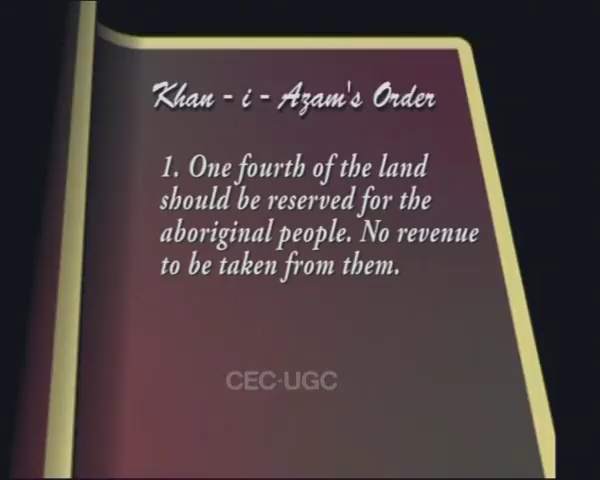 Khan - i - Azam's Order
1. One fourth of the land
should be reserved for the
aboriginal people. No revenue
to be taken from them.
CEC-UGC